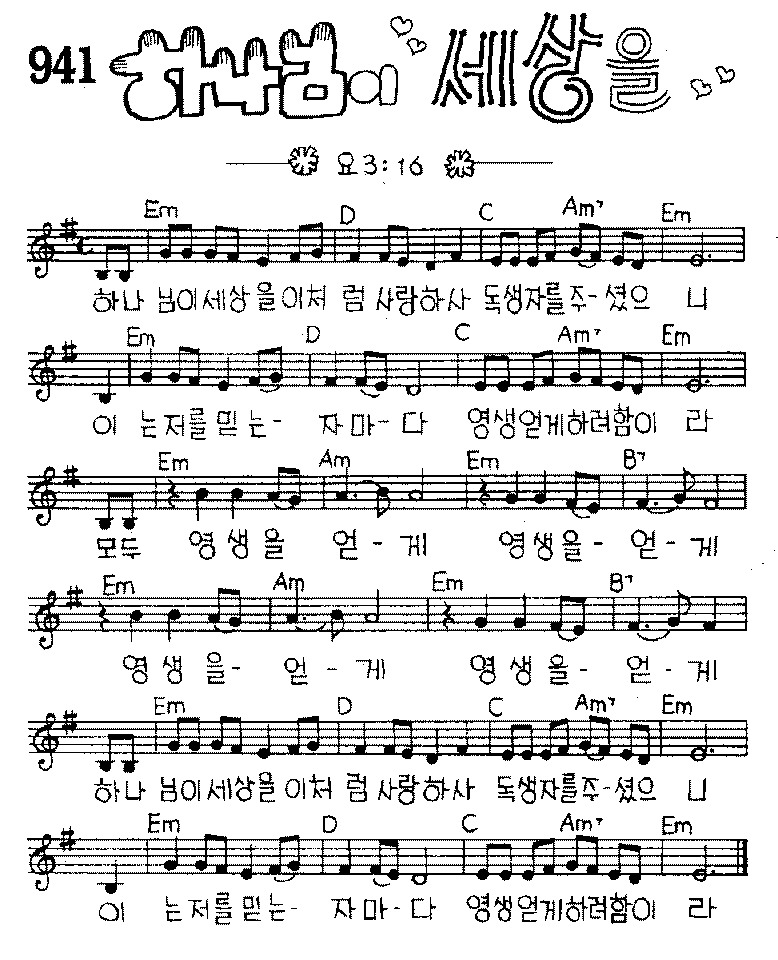 941 하나님이 세상을
요 3:16
Em D C Am7 Em
하나 님이세상을이처 럼 사랑하사 독생자를주-셨으 니
Em D C Am7 Em
이 는저를 믿는- 자마-다 영생얻게하려함이 라
Em Am Em B7
모두 영생을 얻-게 영생을- 얻-게
Em Am Em B7
영생을- 얻-게 영생을- 얻-게
Em D C Am7 Em
하나 님이세상을이처 럼 사랑하사 독생자를주-셨으 니
Em D C Am7 Em
이 는저를믿는- 자마-다 영생얻게하려함이 라